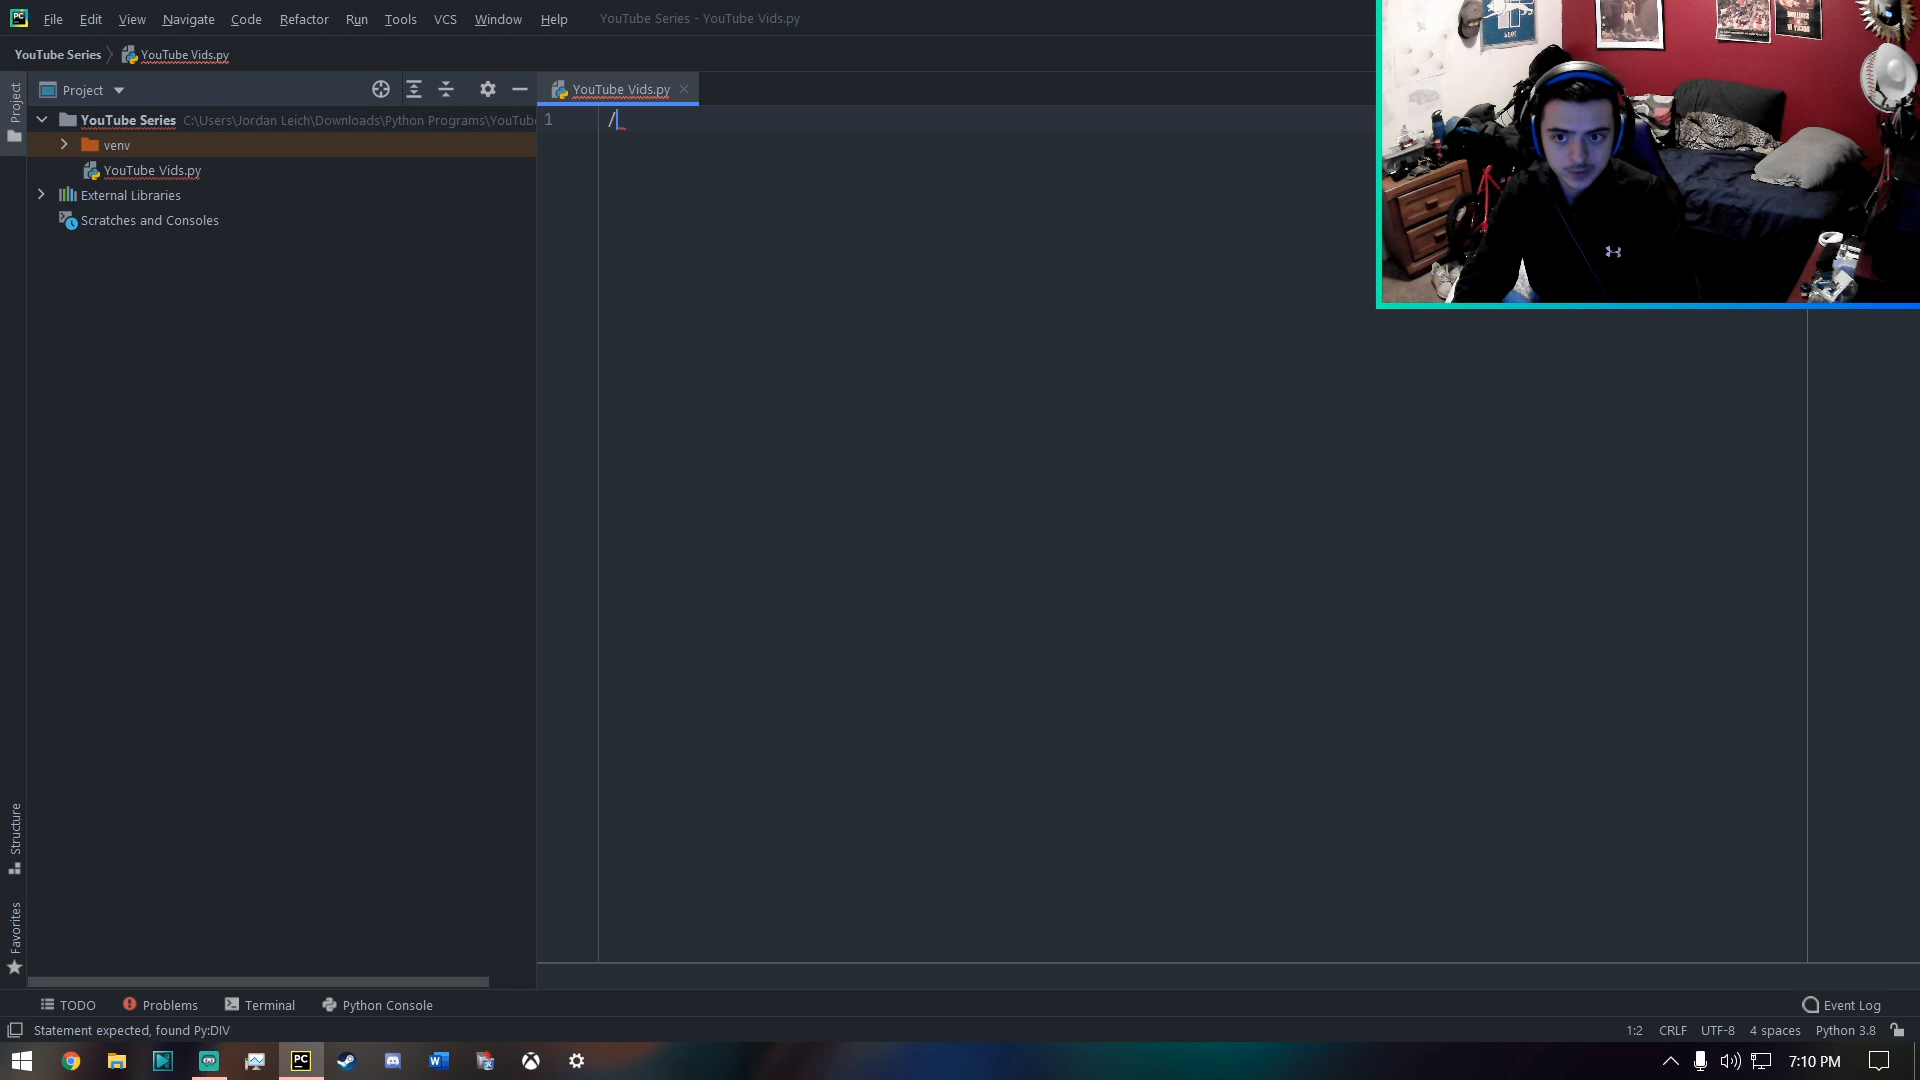 PC File Edit View Navigate Code Refactor Run Tools VCS Window Help YouTube Series - YouTube Vids.py
YouTube Series YouTube Vids.py
Project
Project
YouTube Vids.py
YouTube Series C:\Users\Jordan Leich\Downloads\Python Programs\YouTube
1 /
venv
YouTube Vids.py
External Libraries
Scratches and Consoles
Structure
Favorites
TODO Problems Terminal Python Console Event Log
Statement expected, found Py:DIV 1:2 CRLF UTF-8 4 spaces Python 3.8
PC 7:10 PM